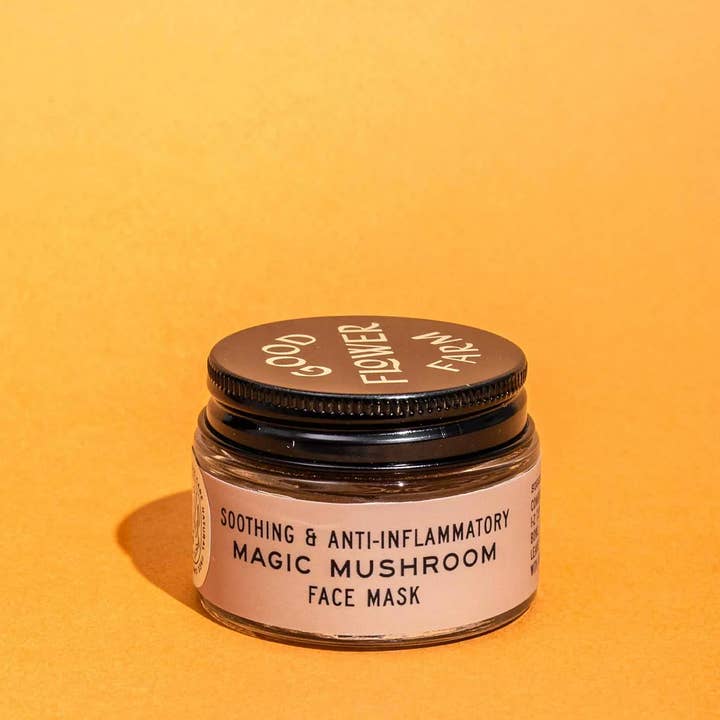 GOOD
FLOWER
FARM
SOOTHING & ANTI-INFLAMMATORY
MAGIC MUSHROOM
FACE MASK